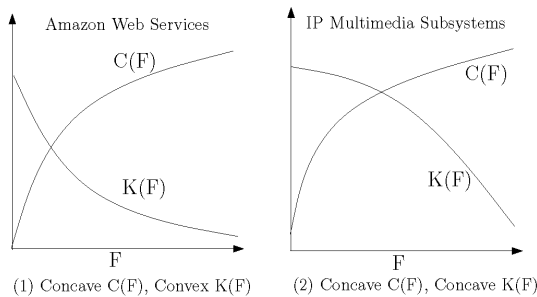 Amazon Web Services
C(F)
K(F)
F
(1) Concave C(F), Convex K(F)
IP Multimedia Subsystems
C(F)
K(F)
F
(2) Concave C(F), Concave K(F)